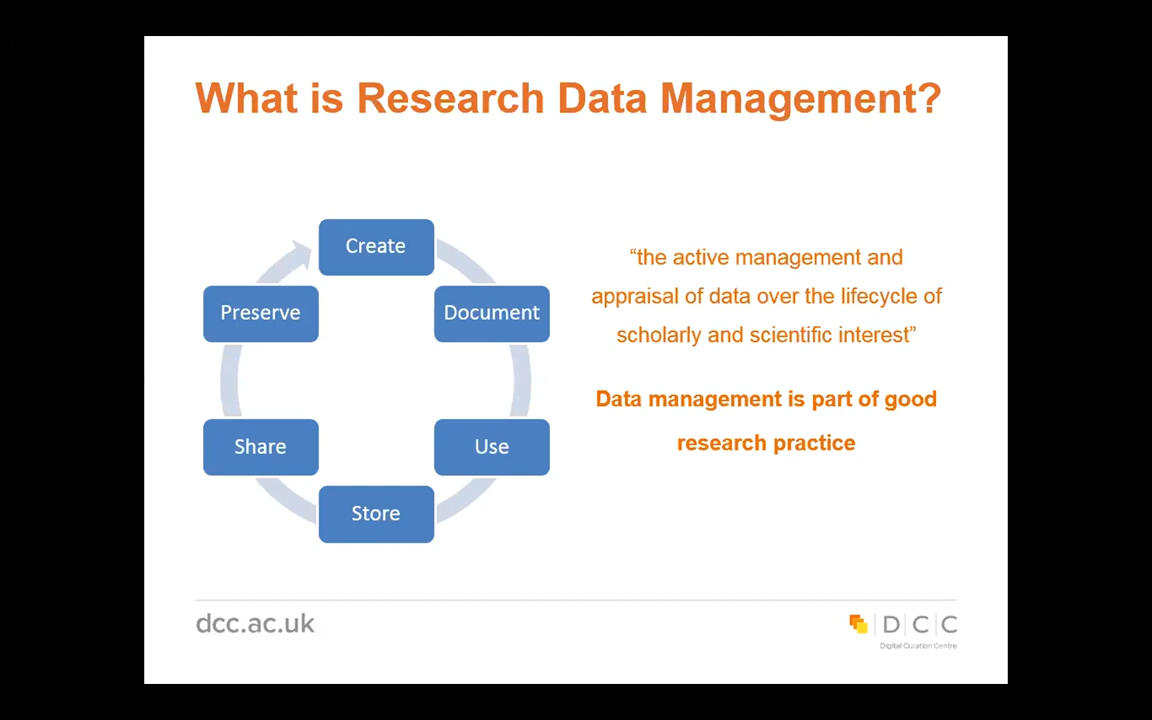 What is Research Data Management?
Create
Document
Use
Store
Share
Preserve
“the active management and
appraisal of data over the lifecycle of
scholarly and scientific interest”
Data management is part of good
research practice
dcc.ac.uk
D C C
Digital Curation Centre